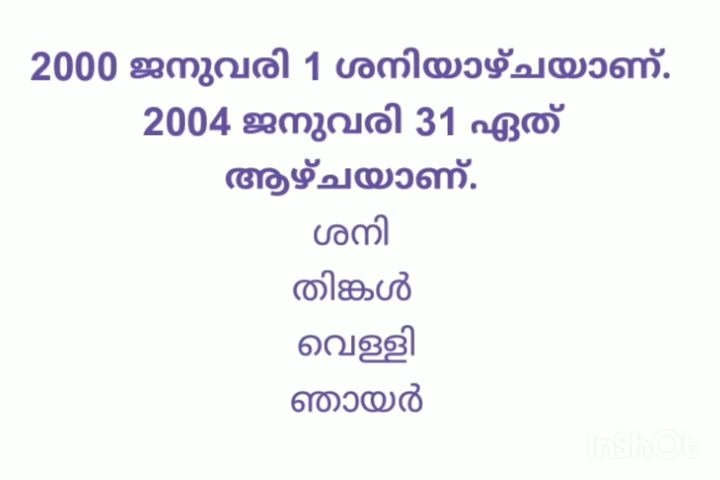 2000 ജനുവരി 1 ശനിയാഴ്ചയാണ്.
2004 ജനുവരി 31 ഏത്
ആഴ്ചയാണ്.
ശനി
തിങ്കൾ
വെള്ളി
ഞായർ
InShOt